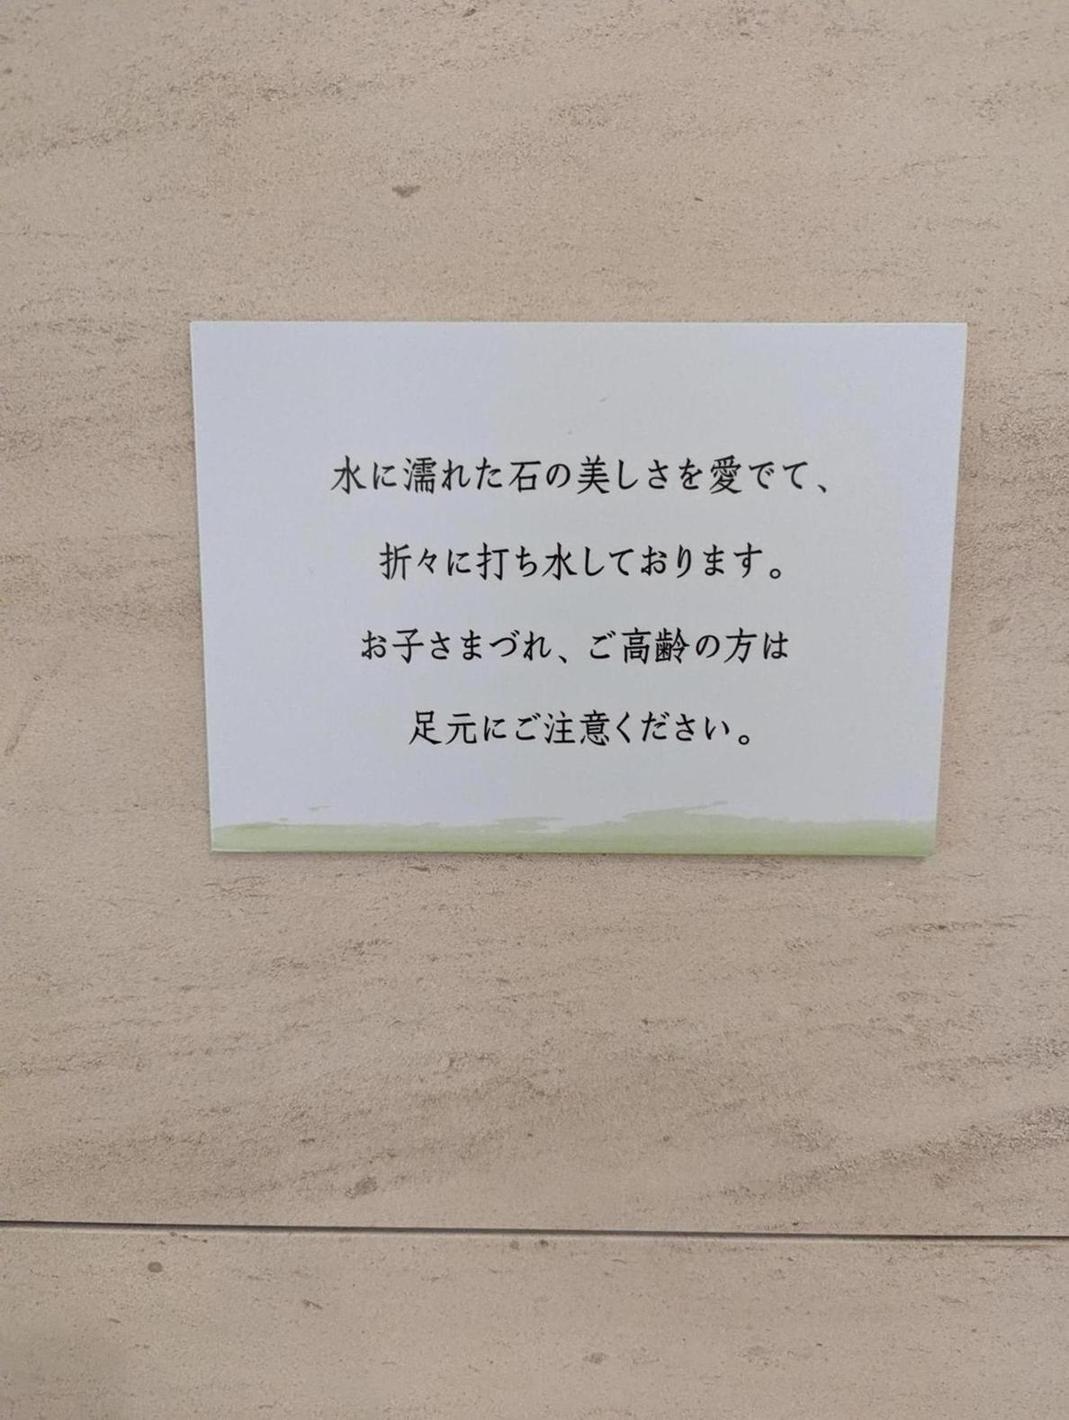 水に濡れた石の美しさを愛でて、
折々に打ち水しております。
お子さまづれ、ご高齢の方は
足元にご注意ください。